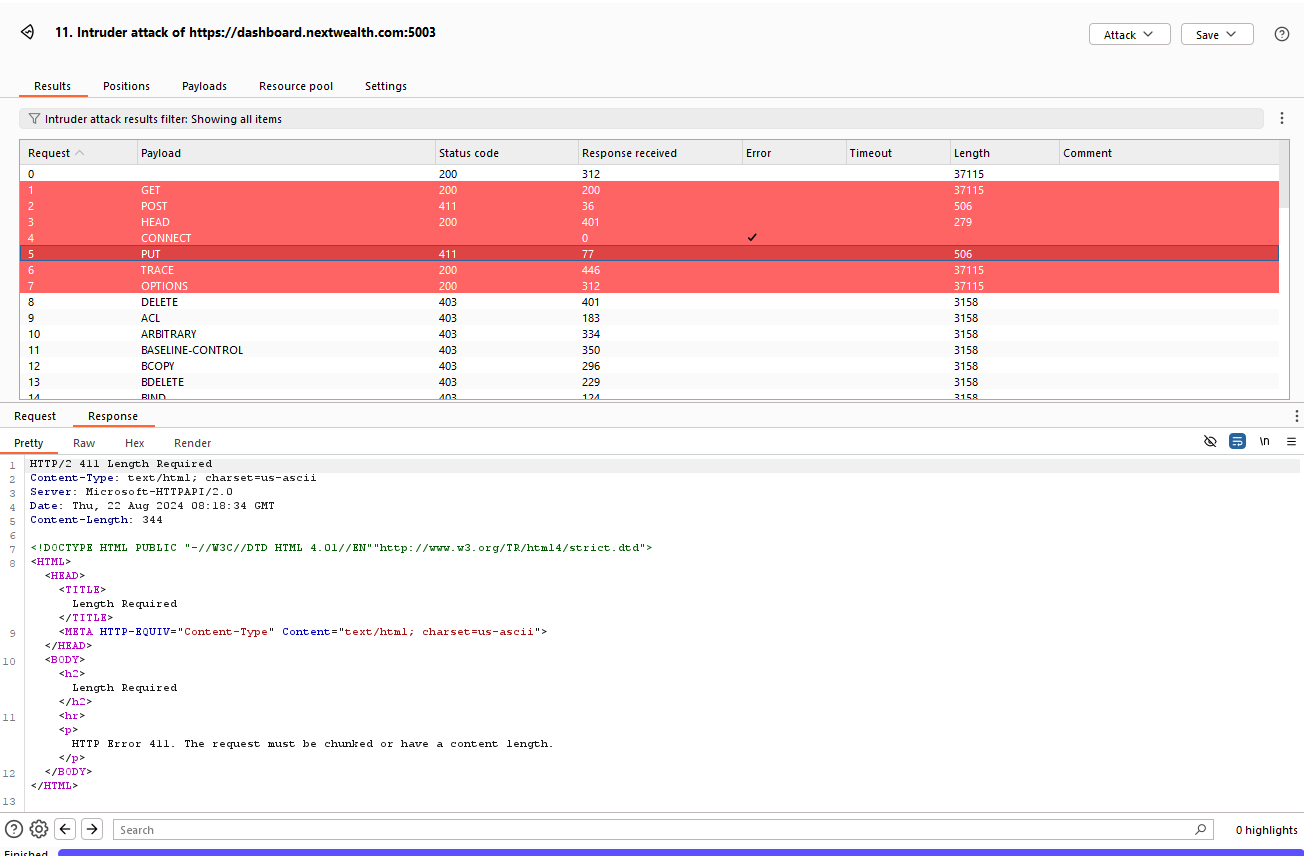 11. Intruder attack of https://dashboard.nextwealth.com:5003
Attack
Save
Results Positions Payloads Resource pool Settings
Intruder attack results filter: Showing all items
Request Payload Status code Response received Error Timeout Length Comment
0 200 312 37115
1 GET 200 200 37115
2 POST 411 36 506
3 HEAD 200 401 279
4 CONNECT 0
5 PUT 411 77 506
6 TRACE 200 446 37115
7 OPTIONS 200 312 37115
8 DELETE 403 401 3158
9 ACL 403 183 3158
10 ARBITRARY 403 334 3158
11 BASELINE-CONTROL 403 350 3158
12 BCOPY 403 296 3158
13 BDELETE 403 229 3158
14 BIND 403 124 3158
Request Response
Pretty Raw Hex Render
\n
1 HTTP/2 411 Length Required
2 Content-Type: text/html; charset=us-ascii
3 Server: Microsoft-HTTPAPI/2.0
4 Date: Thu, 22 Aug 2024 08:18:34 GMT
5 Content-Length: 344
6
7 <!DOCTYPE HTML PUBLIC "-//W3C//DTD HTML 4.01//EN""http://www.w3.org/TR/html4/strict.dtd">
8 <HTML>
<HEAD>
<TITLE>
Length Required
</TITLE>
9 <META HTTP-EQUIV="Content-Type" Content="text/html; charset=us-ascii">
</HEAD>
10 <BODY>
<h2>
Length Required
</h2>
11 <hr>
<p>
HTTP Error 411. The request must be chunked or have a content length.
</p>
12 </BODY>
</HTML>
13
Search
0 highlights
Finished